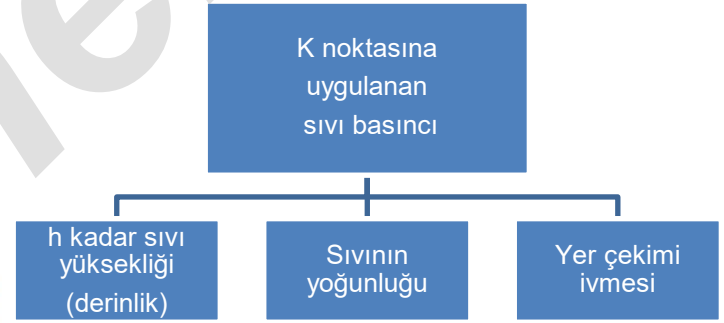 K noktasına
uygulanan
sıvı basıncı
h kadar sıvı
yüksekliği
(derinlik)
Sıvının
yoğunluğu
Yer çekimi
ivmesi